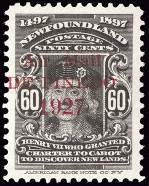 1497 1897
NEWFOUNDLAND
POSTAGE
SIXTY CENTS
1927
60 60
HENRY VII WHO GRANTED
CHARTER TO CABOT
TO DISCOVER NEW LANDS
AMERICAN BANK NOTE CO. N.Y.